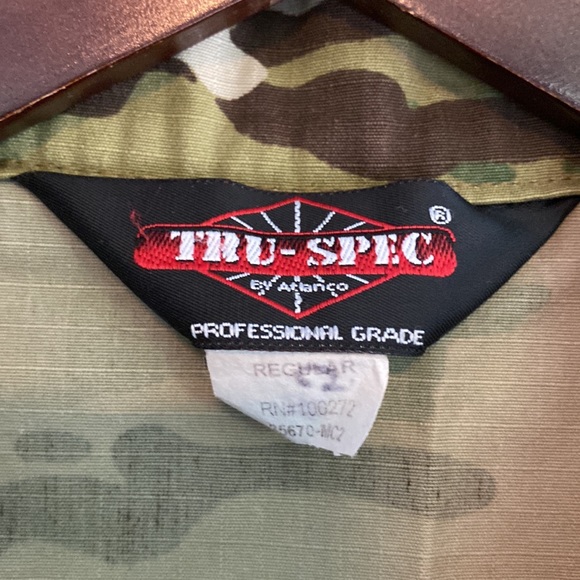 ®
TRU-SPEC
BY Atlanco
PROFESSIONAL GRADE
REGULAR
RN#100272